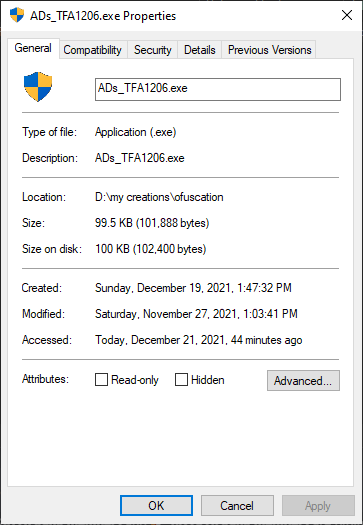 ADs_TFA1206.exe Properties
General Compatibility Security Details Previous Versions
ADs_TFA1206.exe
Type of file: Application (.exe)
Description: ADs_TFA1206.exe
Location: D:\my creations\ofuscation
Size: 99.5 KB (101,888 bytes)
Size on disk: 100 KB (102,400 bytes)
Created: Sunday, December 19, 2021, 1:47:32 PM
Modified: Saturday, November 27, 2021, 1:03:41 PM
Accessed: Today, December 21, 2021, 44 minutes ago
Attributes: Read-only Hidden Advanced...
OK Cancel Apply